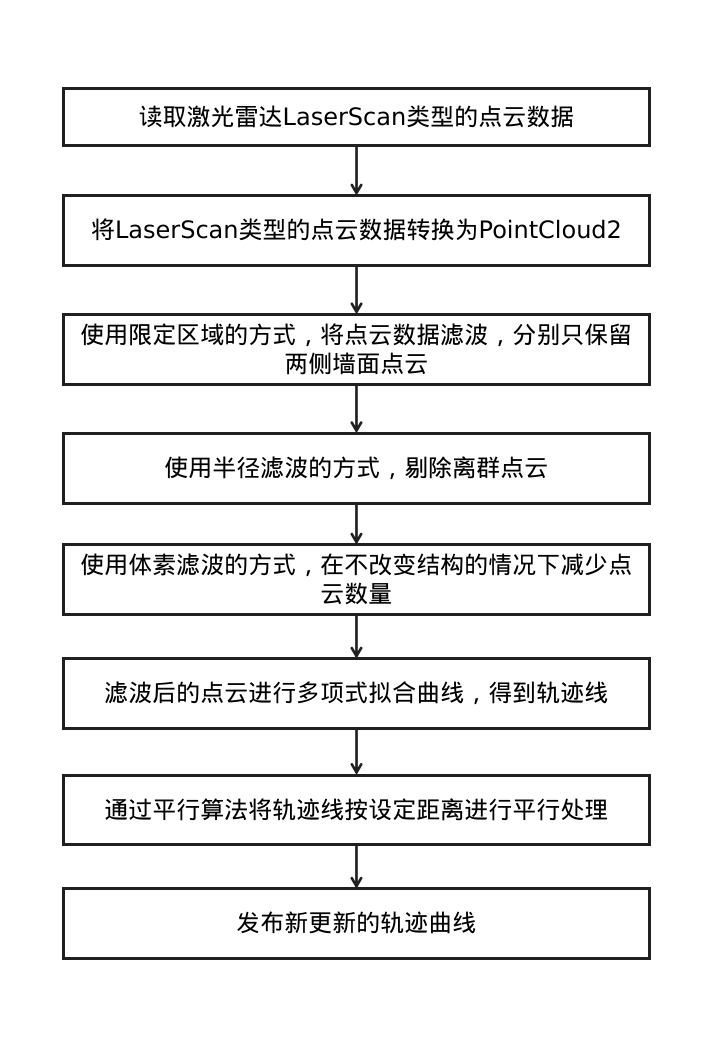 读取激光雷达LaserScan类型的点云数据
将LaserScan类型的点云数据转换为PointCloud2
使用限定区域的方式，将点云数据滤波，分别只保留
两侧墙面点云
使用半径滤波的方式，剔除离群点云
使用体素滤波的方式，在不改变结构的情况下减少点
云数量
滤波后的点云进行多项式拟合曲线，得到轨迹线
通过平行算法将轨迹线按设定距离进行平行处理
发布新更新的轨迹曲线